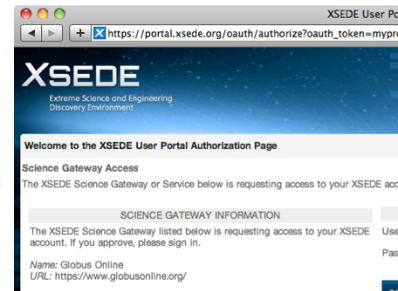 XSEDE User Po
https://portal.xsede.org/oauth/authorize?oauth_token=mypr
XSEDE
Extreme Science and Engineering
Discovery Environment
Welcome to the XSEDE User Portal Authorization Page
Science Gateway Access
The XSEDE Science Gateway or Service below is requesting access to your XSEDE acc
SCIENCE GATEWAY INFORMATION
The XSEDE Science Gateway listed below is requesting access to your XSEDE
account. If you approve, please sign in.
Use
Pas
Name: Globus Online
URL: https://www.globusonline.org/